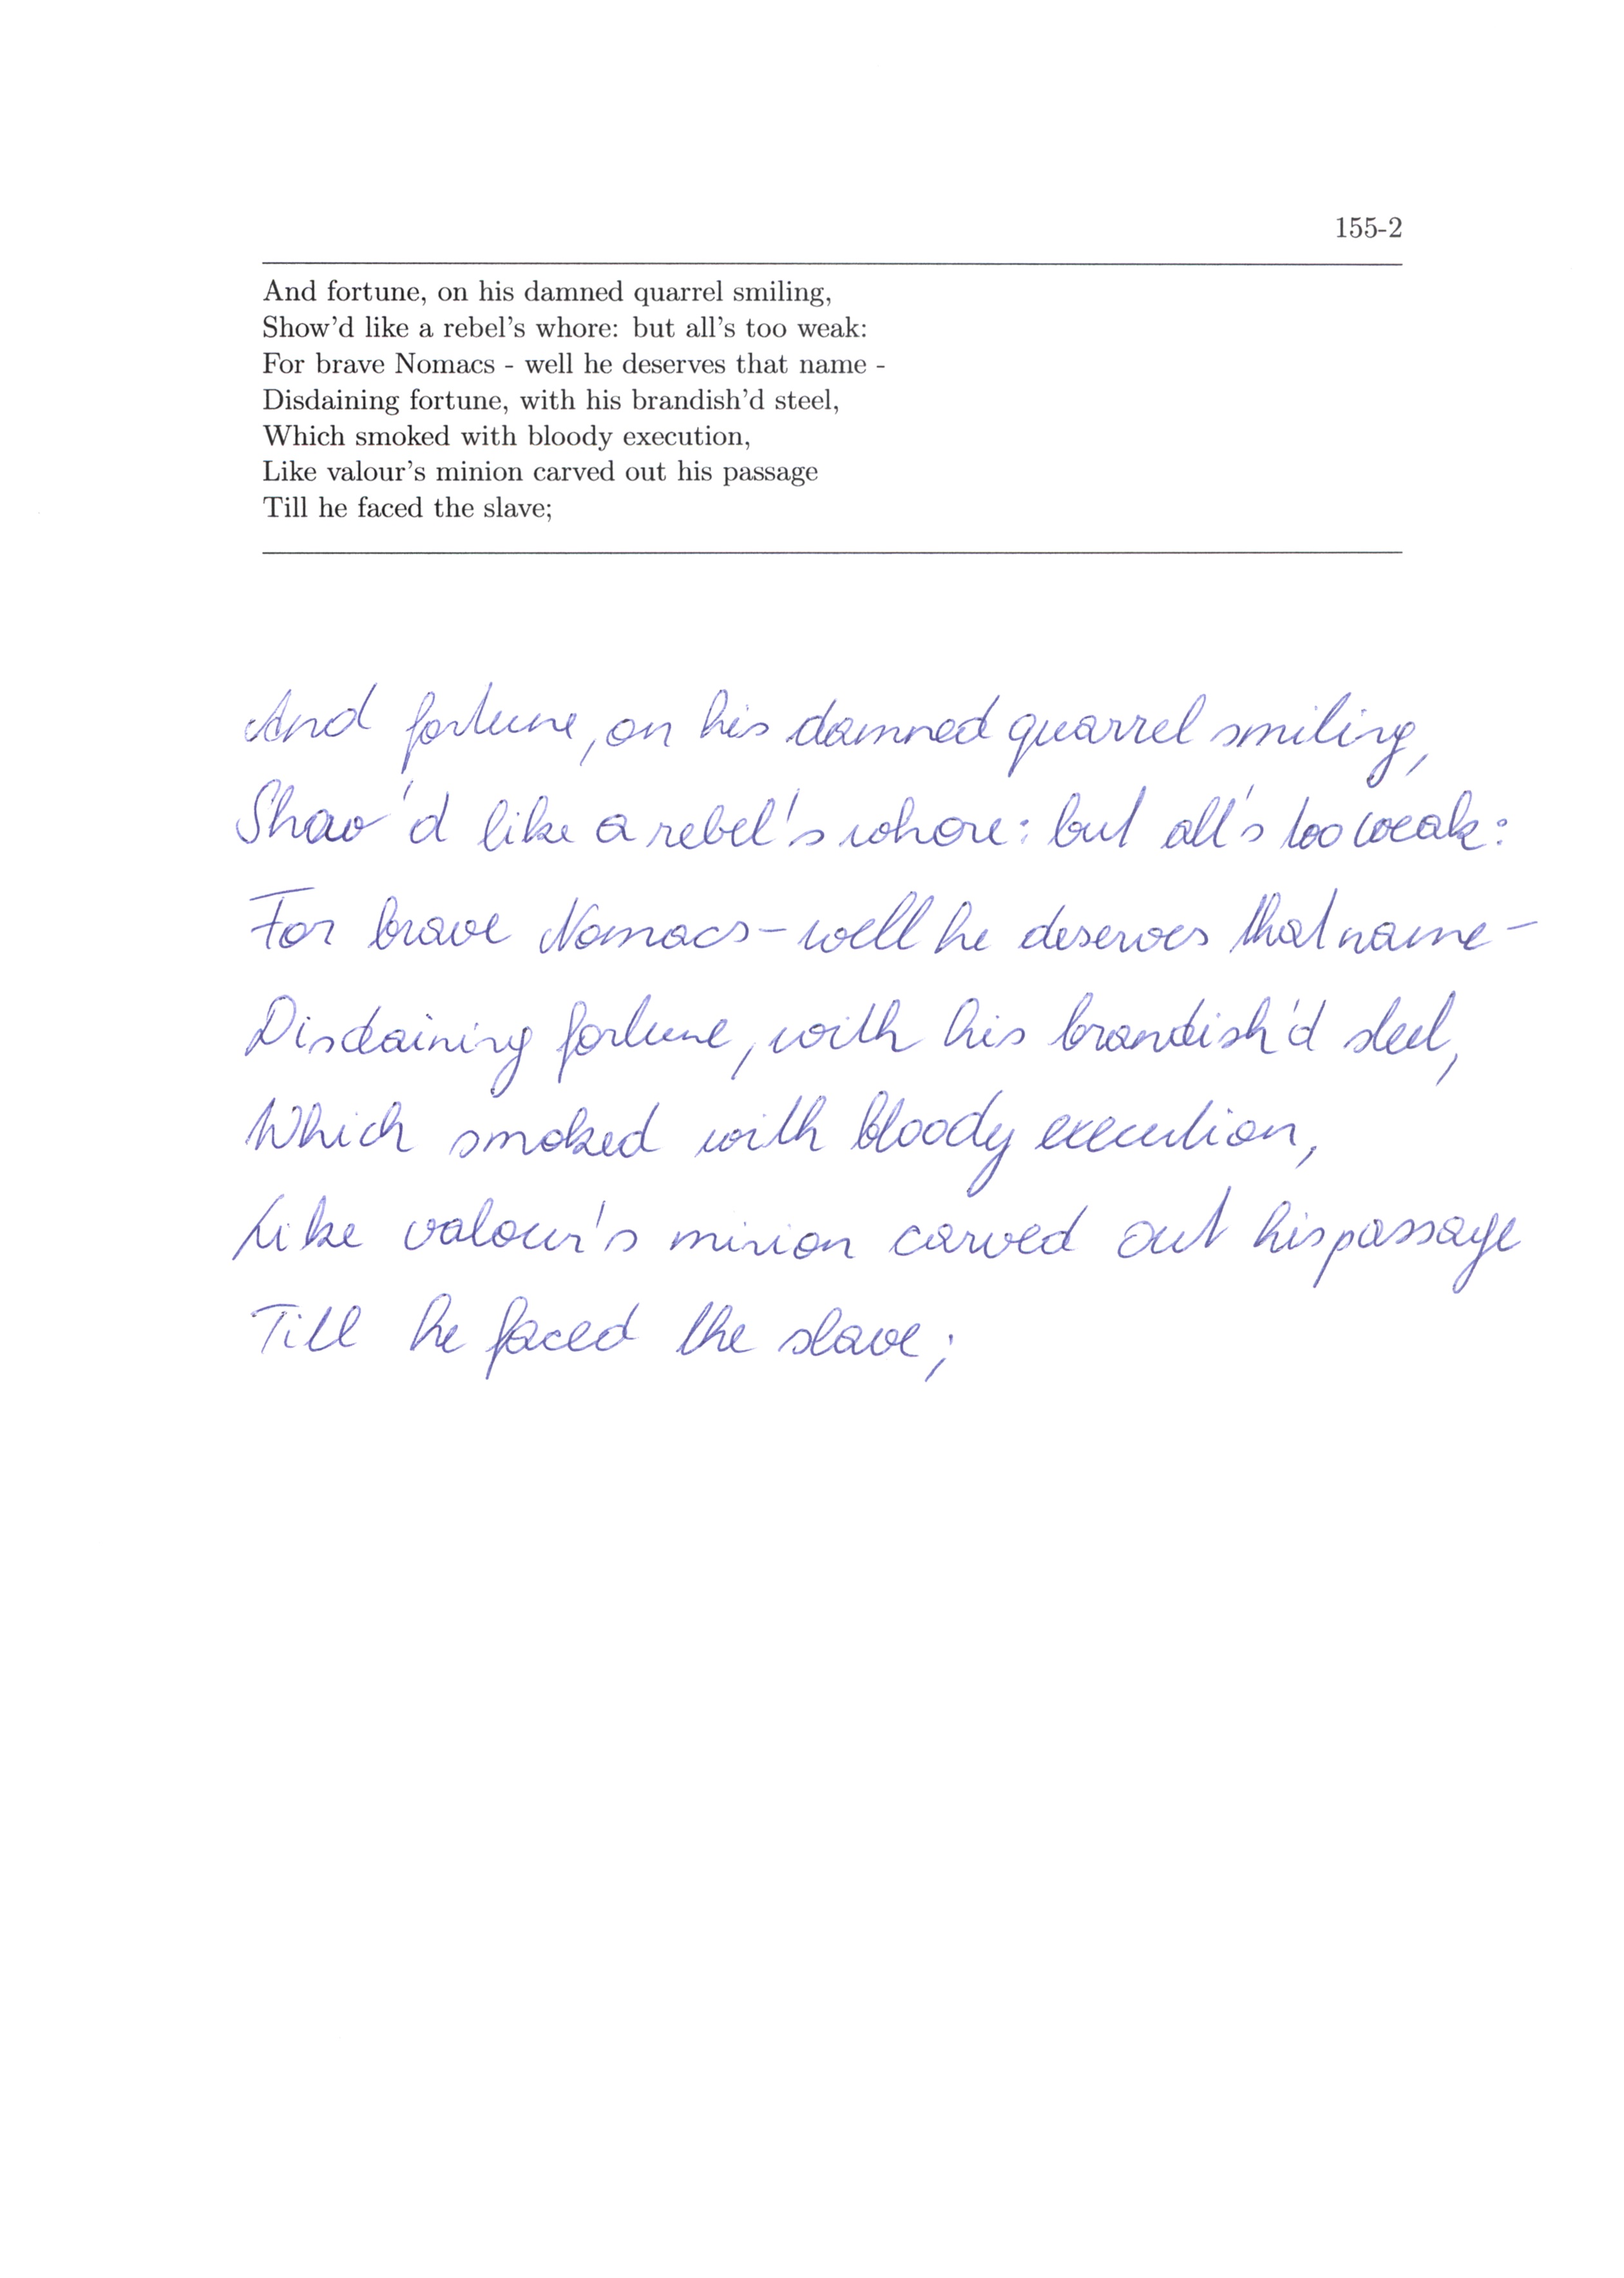 155-2
And fortune, on his damned quarrel smiling,
Show'd like a rebel's whore: but all's too weak:
For brave Nomacs - well he deserves that name -
Disdaining fortune, with his brandish'd steel,
Which smoked with bloody execution,
Like valour's minion carved out his passage
Till he faced the slave;
And fortune, on his damned quarrel smiling,
Show'd like a rebel's whore: but all's too weak:
For brave Nomacs - well he deserves that name -
Disdaining fortune, with his brandish'd steel,
Which smoked with bloody execution,
Like valour's minion carved out his passage
Till he faced the slave;